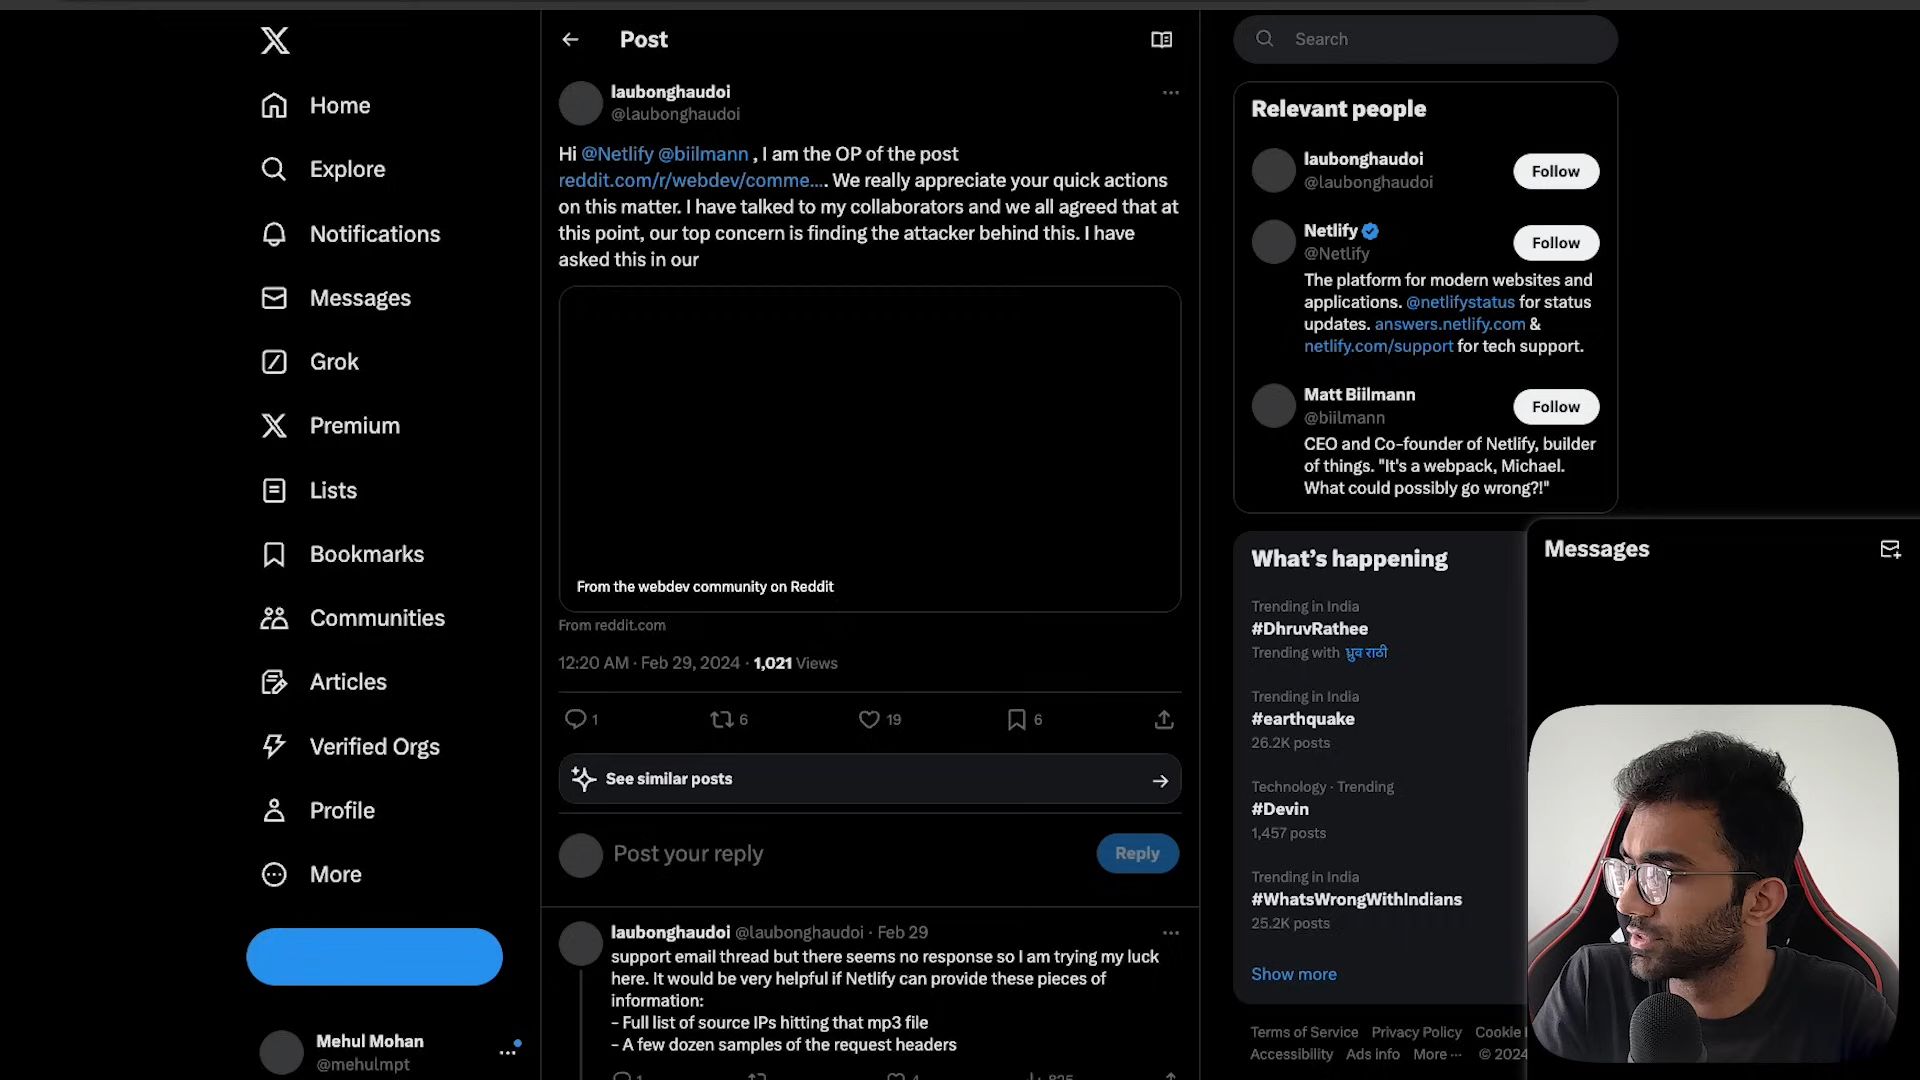 Home
Explore
Notifications
Messages
Grok
Premium
Lists
Bookmarks
Communities
Articles
Verified Orgs
Profile
More
Mehul Mohan
@mehulmpt
Post
laubonghaudoi
@laubonghaudoi
Hi @Netlify @biilmann , I am the OP of the post
reddit.com/r/webdev/comme.... We really appreciate your quick actions
on this matter. I have talked to my collaborators and we all agreed that at
this point, our top concern is finding the attacker behind this. I have
asked this in our
From the webdev community on Reddit
From reddit.com
12:20 AM · Feb 29, 2024 · 1,021 Views
1 6 19 6
See similar posts
Post your reply
Reply
laubonghaudoi @laubonghaudoi · Feb 29
support email thread but there seems no response so I am trying my luck
here. It would be very helpful if Netlify can provide these pieces of
information:
- Full list of source IPs hitting that mp3 file
- A few dozen samples of the request headers
Search
Relevant people
laubonghaudoi
@laubonghaudoi
Follow
Netlify
@Netlify
Follow
The platform for modern websites and
applications. @netlifystatus for status
updates. answers.netlify.com &
netlify.com/support for tech support.
Matt Biilmann
@biilmann
Follow
CEO and Co-founder of Netlify, builder
of things. "It's a webpack, Michael.
What could possibly go wrong?!"
What's happening
Trending in India
#DhruvRathee
Trending with ध्रुव राठी
Trending in India
#earthquake
26.2K posts
Technology · Trending
#Devin
1,457 posts
Trending in India
#WhatsWrongWithIndians
25.2K posts
Show more
Terms of Service Privacy Policy Cookie
Accessibility Ads info More ··· © 2024
Messages